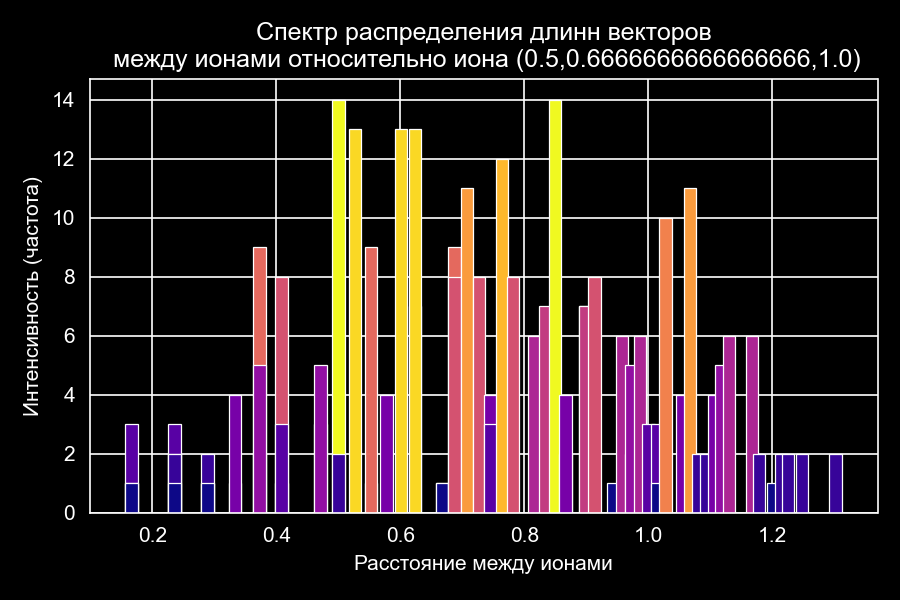 Спектр распределения длинн векторов
между ионами относительно иона (0.5,0.6666666666666666,1.0)
Интенсивность (частота)
14
12
10
8
6
4
2
0
0.2 0.4 0.6 0.8 1.0 1.2
Расстояние между ионами